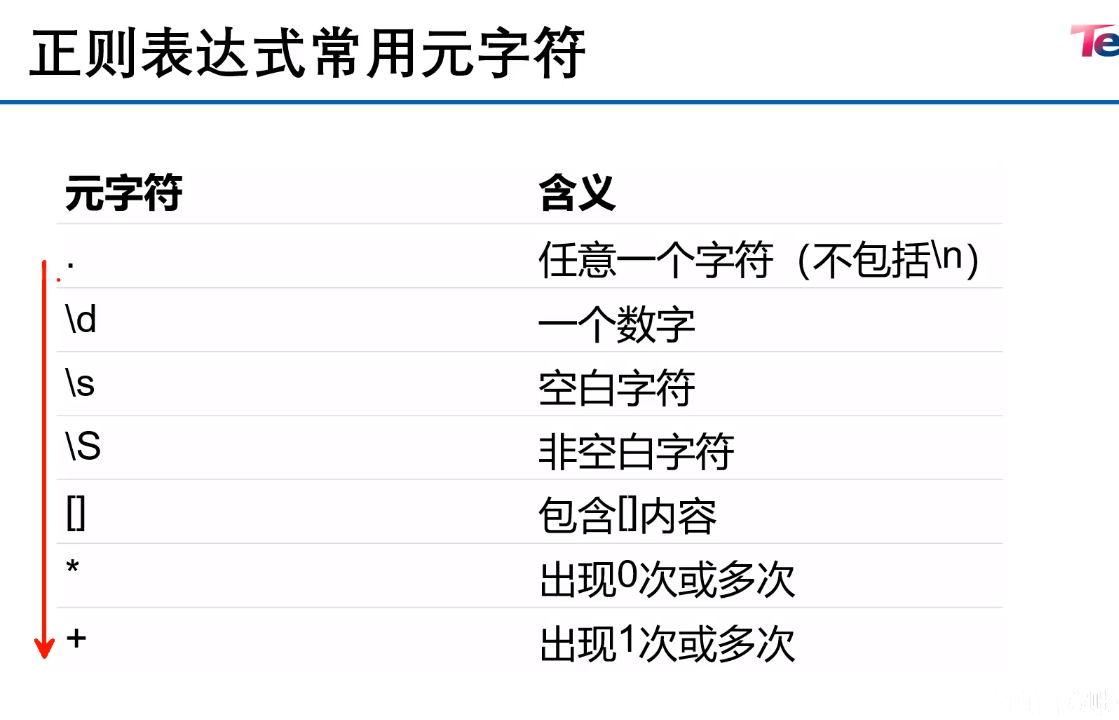 正则表达式常用元字符
Te
元字符 含义
. 任意一个字符（不包括\n）
\d 一个数字
\s 空白字符
\S 非空白字符
[] 包含[]内容
* 出现0次或多次
+ 出现1次或多次